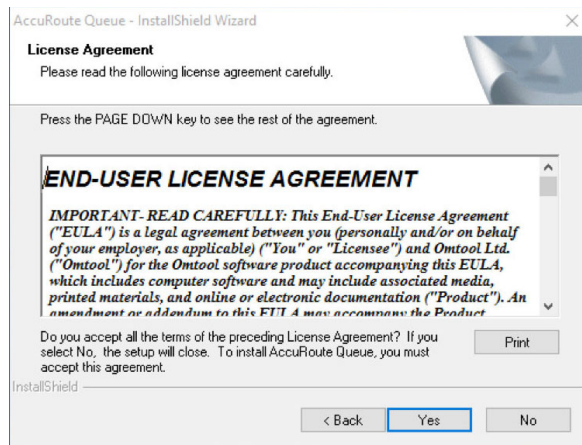 AccuRoute Queue - InstallShield Wizard
License Agreement
Please read the following license agreement carefully.
Press the PAGE DOWN key to see the rest of the agreement.
END-USER LICENSE AGREEMENT
IMPORTANT- READ CAREFULLY: This End-User License Agreement
("EULA") is a legal agreement between you (personally and/or on behalf
of your employer, as applicable) ("You" or "Licensee") and Omtool Ltd.
("Omtool") for the Omtool software product accompanying this EULA,
which includes computer software and may include associated media,
printed materials, and online or electronic documentation ("Product"). An
amendment or addendum to this EULA may accompany the Product.
Do you accept all the terms of the preceding License Agreement? If you
select No, the setup will close. To install AccuRoute Queue, you must
accept this agreement.
Print
InstallShield
< Back
Yes
No